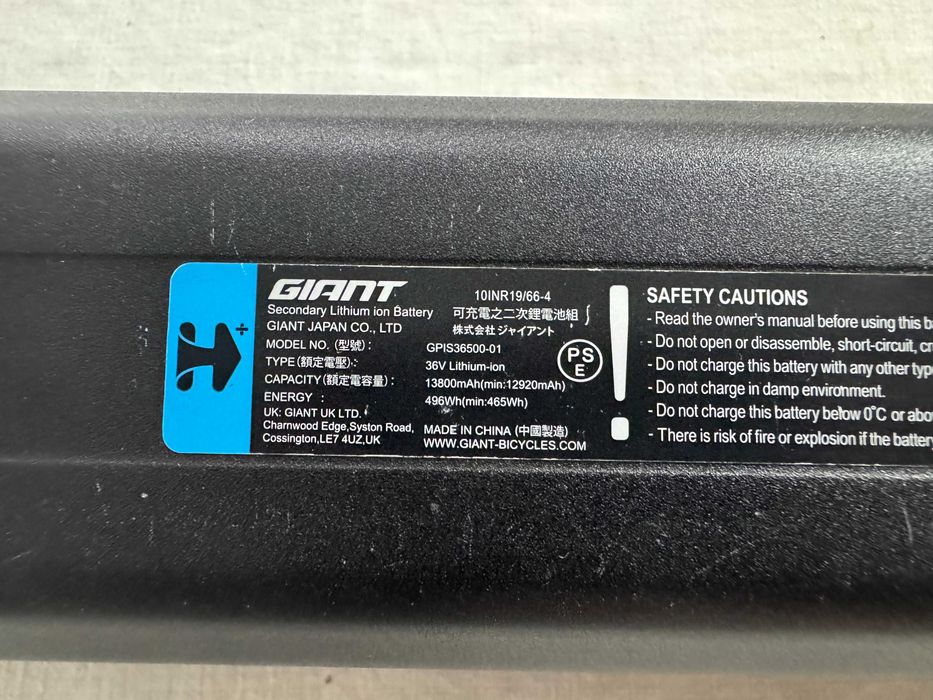 GIANT
10INR19/66-4
Secondary Lithium ion Battery 可充電之二次鋰電池組
GIANT JAPAN CO., LTD 株式会社 ジャイアント
MODEL NO. (型號) : GPIS36500-01
TYPE (額定電壓) : 36V Lithium-ion
CAPACITY (額定電容量) : 13800mAh(min:12920mAh)
ENERGY : 496Wh(min:465Wh)
UK: GIANT UK LTD.
Charnwood Edge,Syston Road,
Cossington,LE7 4UZ,UK
MADE IN CHINA (中國製造)
WWW.GIANT-BICYCLES.COM
PS
E
!
SAFETY CAUTIONS
- Read the owner's manual before using this
- Do not open or disassemble, short-circuit,
- Do not charge this battery with any other
- Do not charge in damp environment.
- Do not charge this battery below 0°C or
- There is risk of fire or explosion if the